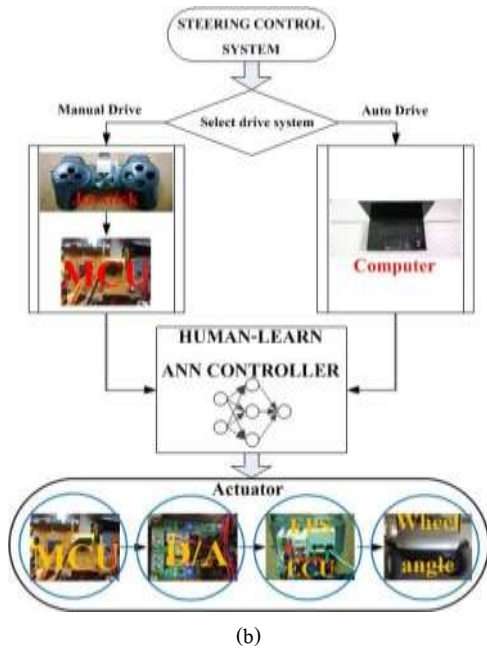 STEERING CONTROL
SYSTEM
Manual Drive
Auto Drive
Select drive system
Joystick
MCU
Computer
HUMAN-LEARN
ANN CONTROLLER
Actuator
MCU
D/A
EPS
ECU
Wheel
angle
(b)